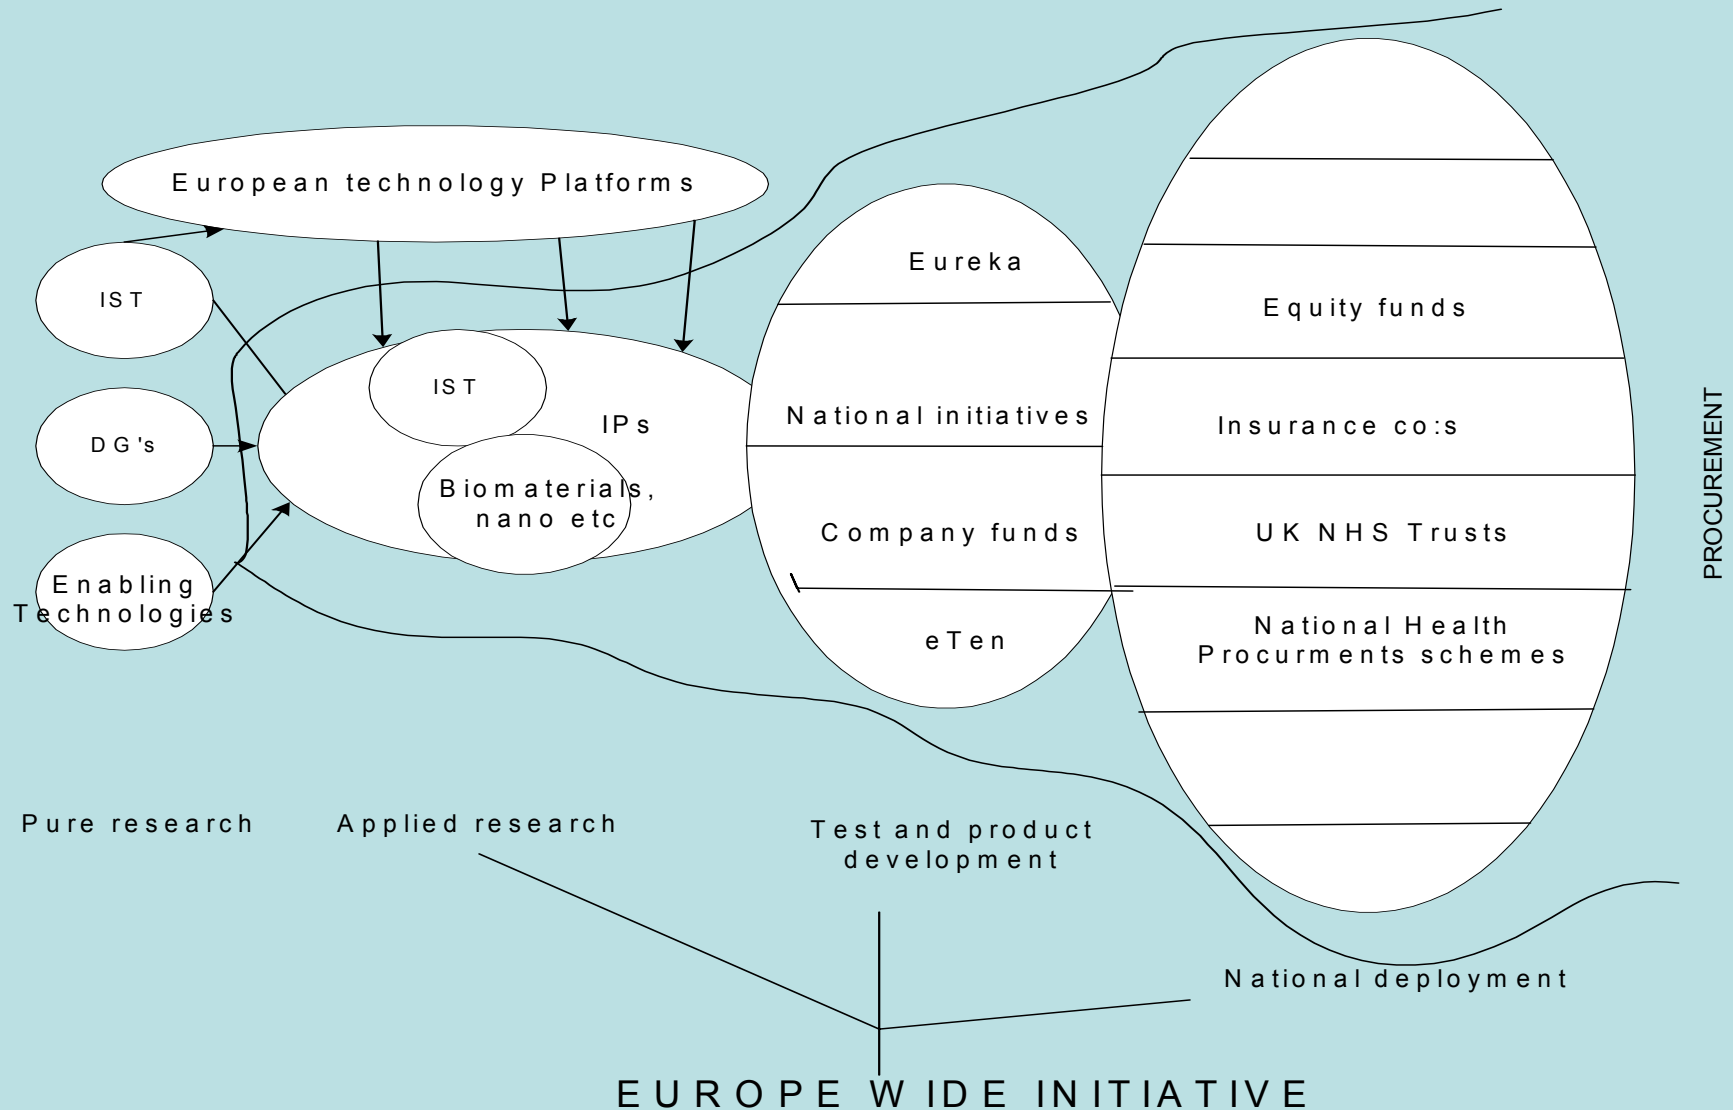 European technology Platforms
IST
DG's
Enabling
Technologies
IST
IPs
Biomaterials,
nano etc
Eureka
National initiatives
Company funds
eTen
Equity funds
Insurance co:s
UK NHS Trusts
National Health
Procurments schemes
PROCUREMENT
Pure research
Applied research
Test and product
development
National deployment
EUROPE WIDE INITIATIVE